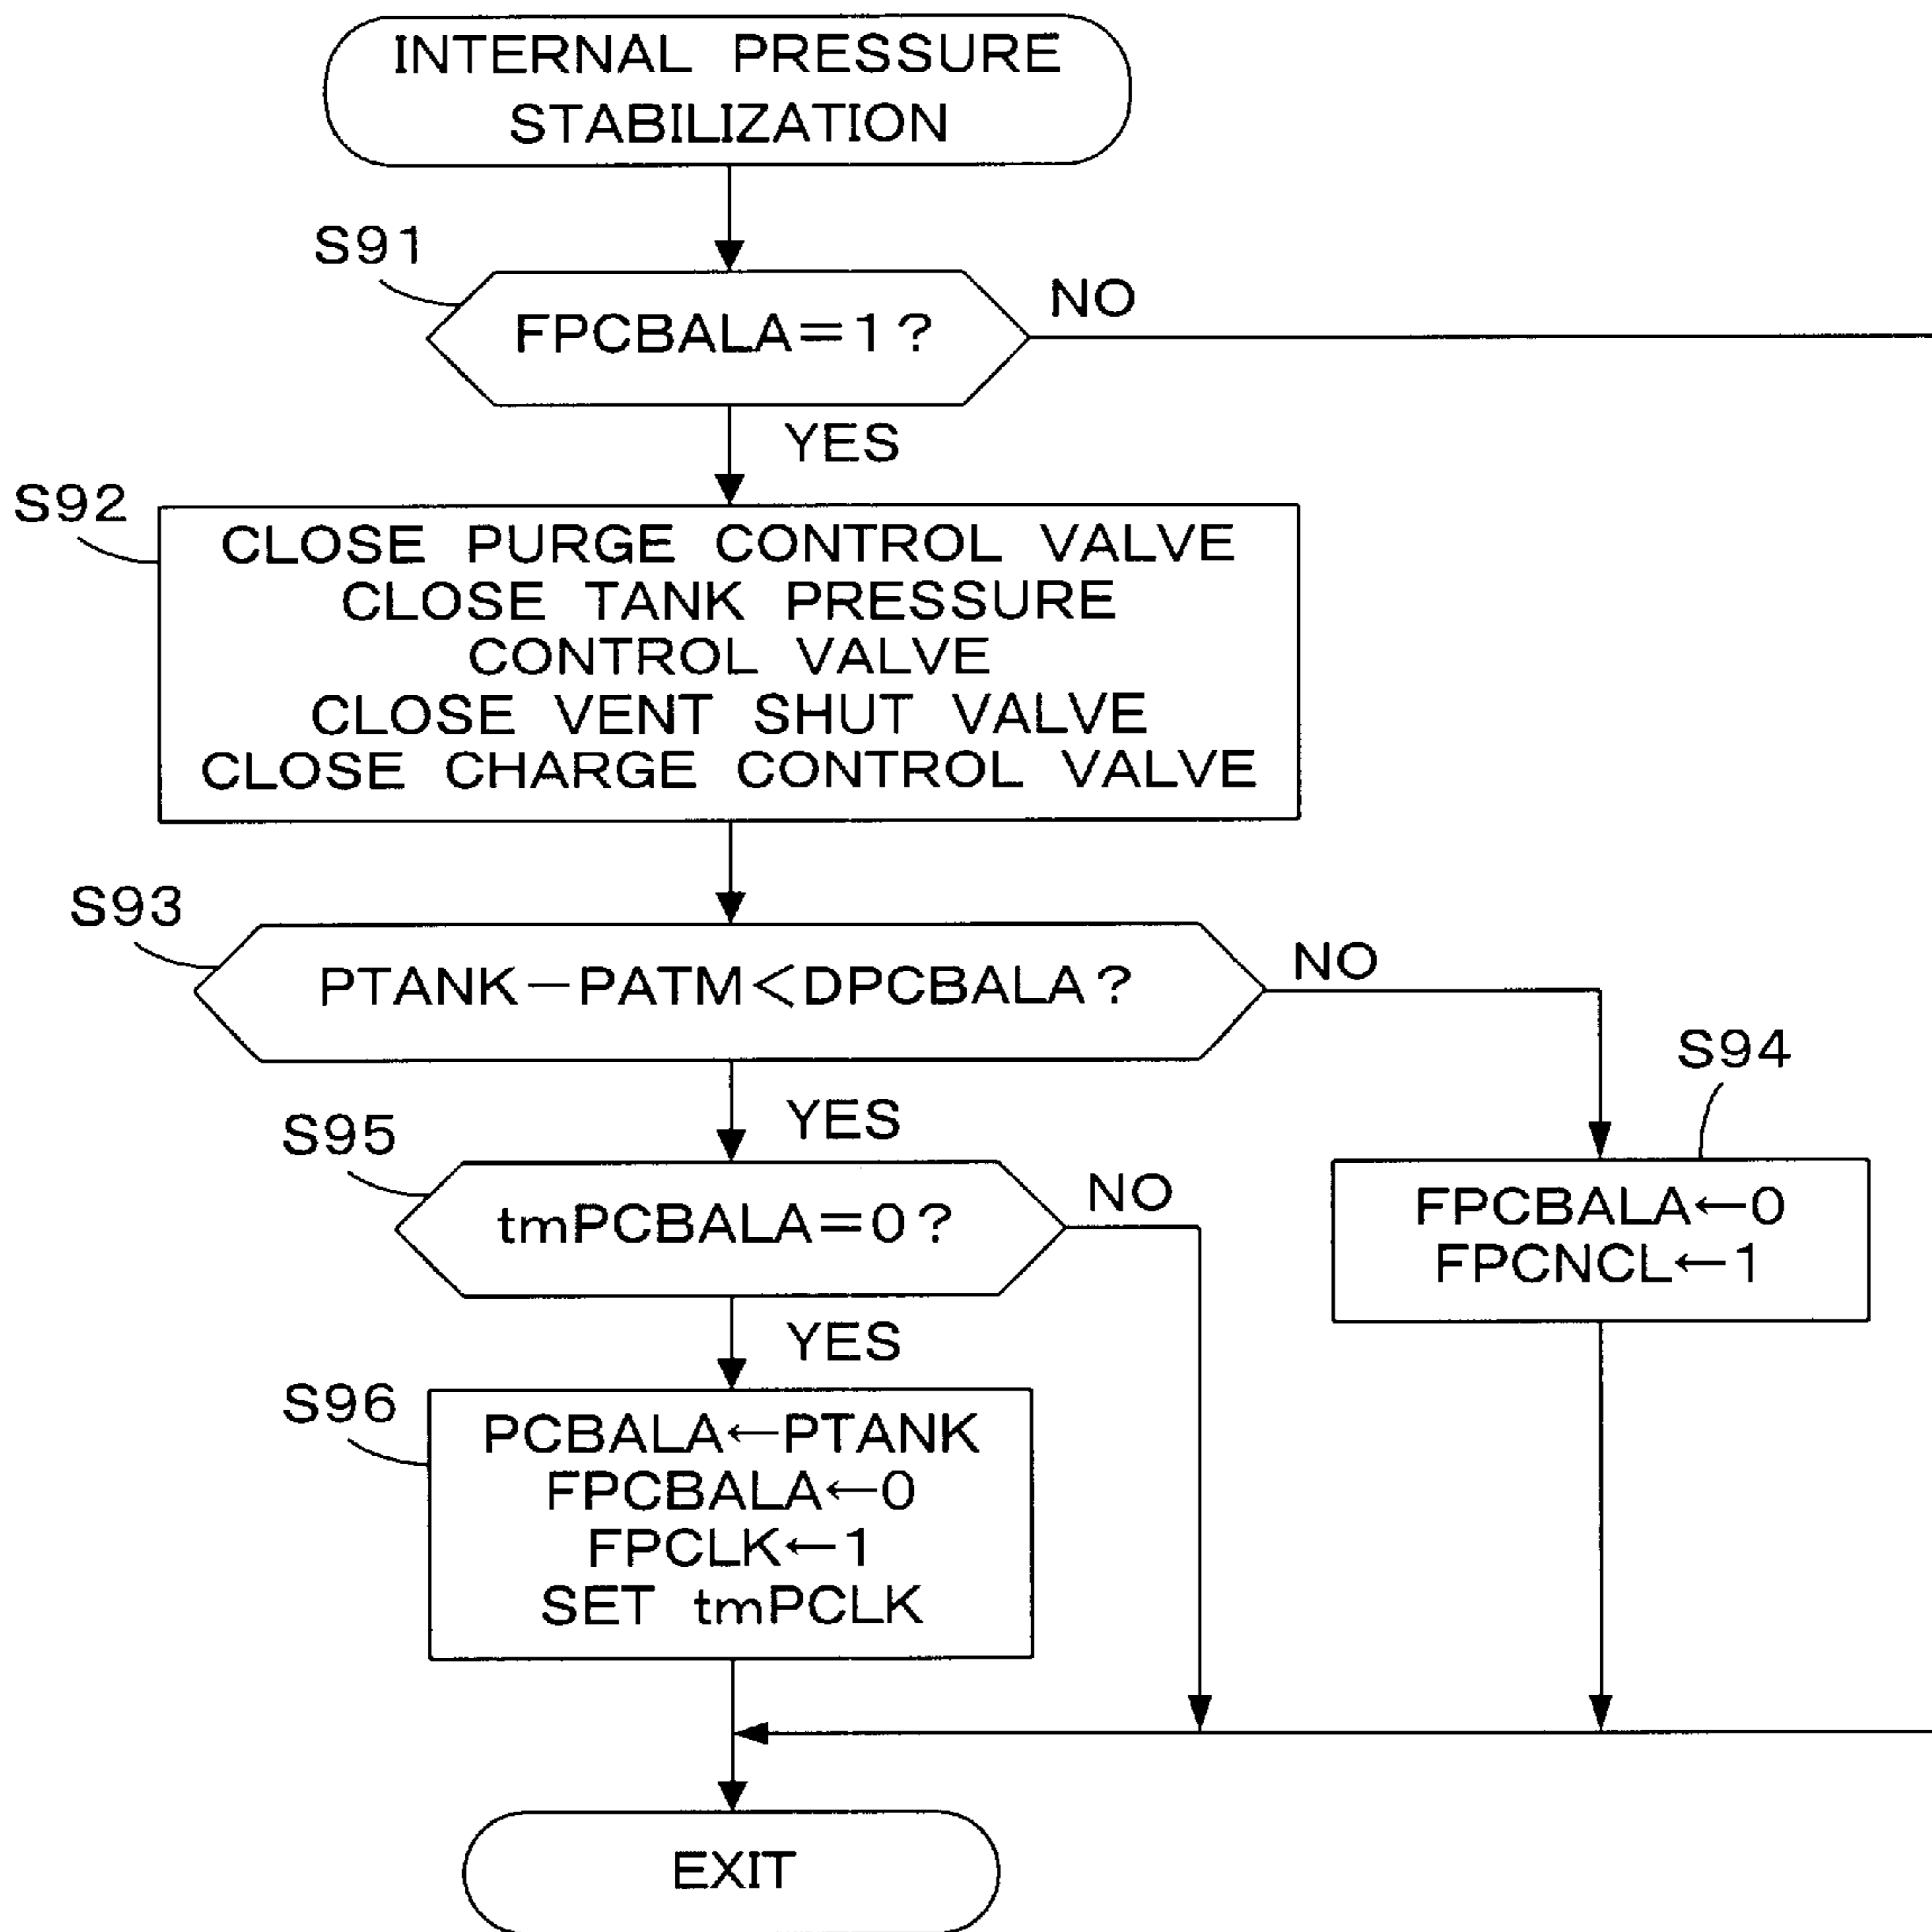 INTERNAL PRESSURE
STABILIZATION
S91
FPCBALA=1?
NO
YES
S92
CLOSE PURGE CONTROL VALVE
CLOSE TANK PRESSURE
CONTROL VALVE
CLOSE VENT SHUT VALVE
CLOSE CHARGE CONTROL VALVE
S93
PTANK-PATM<DPCBALA?
NO
YES
S94
FPCBALA←0
FPCNCL←1
S95
tmPCBALA=0?
NO
YES
S96
PCBALA←PTANK
FPCBALA←0
FPCLK←1
SET tmPCLK
EXIT